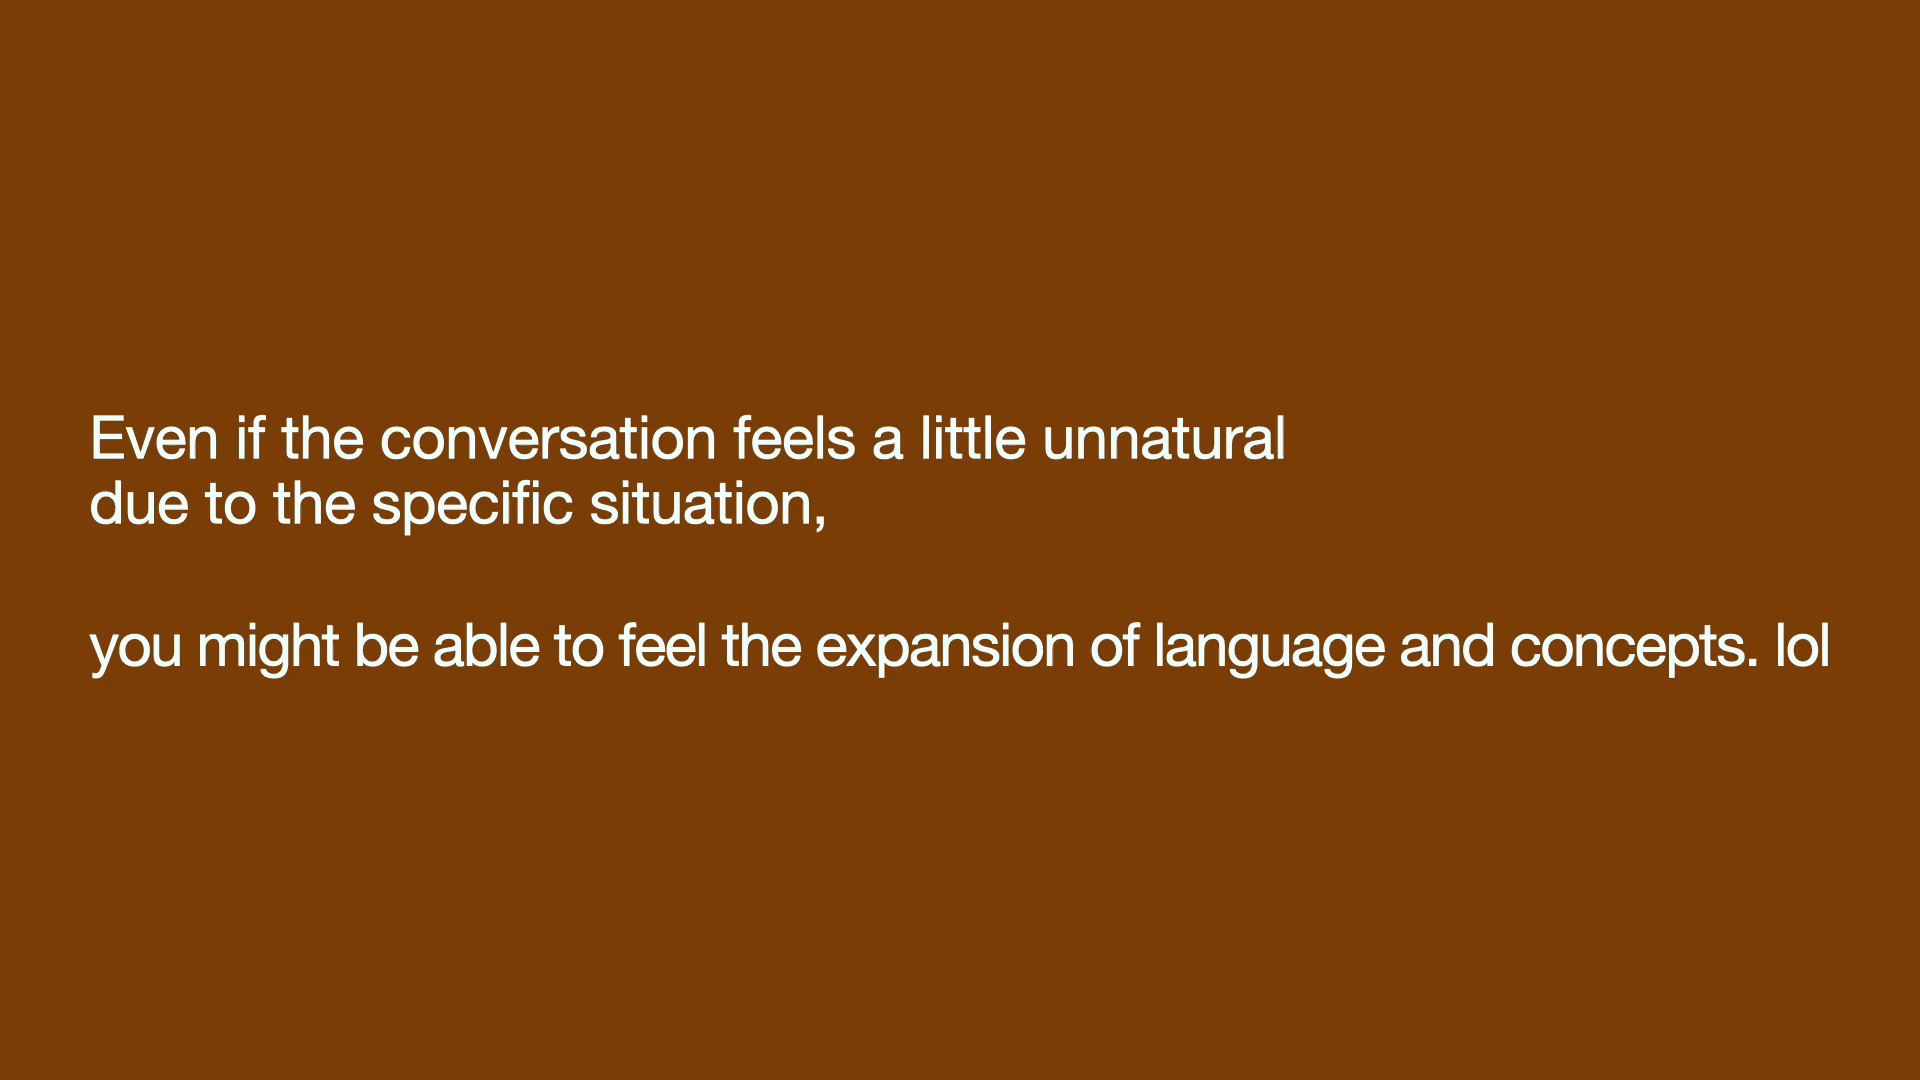 Even if the conversation feels a little unnatural
due to the specific situation,
you might be able to feel the expansion of language and concepts. lol